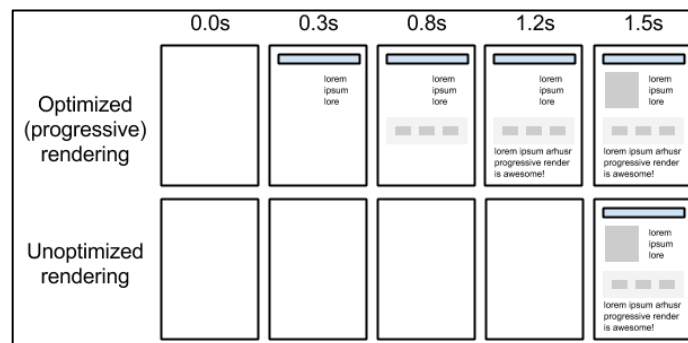 0.0s 0.3s 0.8s 1.2s 1.5s
Optimized
(progressive)
rendering
lorem
ipsum
lore
lorem
ipsum
lore
lorem
ipsum
lore
lorem ipsum arhusr
progressive render
is awesome!
lorem
ipsum
lore
lorem ipsum arhusr
progressive render
is awesome!
Unoptimized
rendering
lorem
ipsum
lore
lorem ipsum arhusr
progressive render
is awesome!